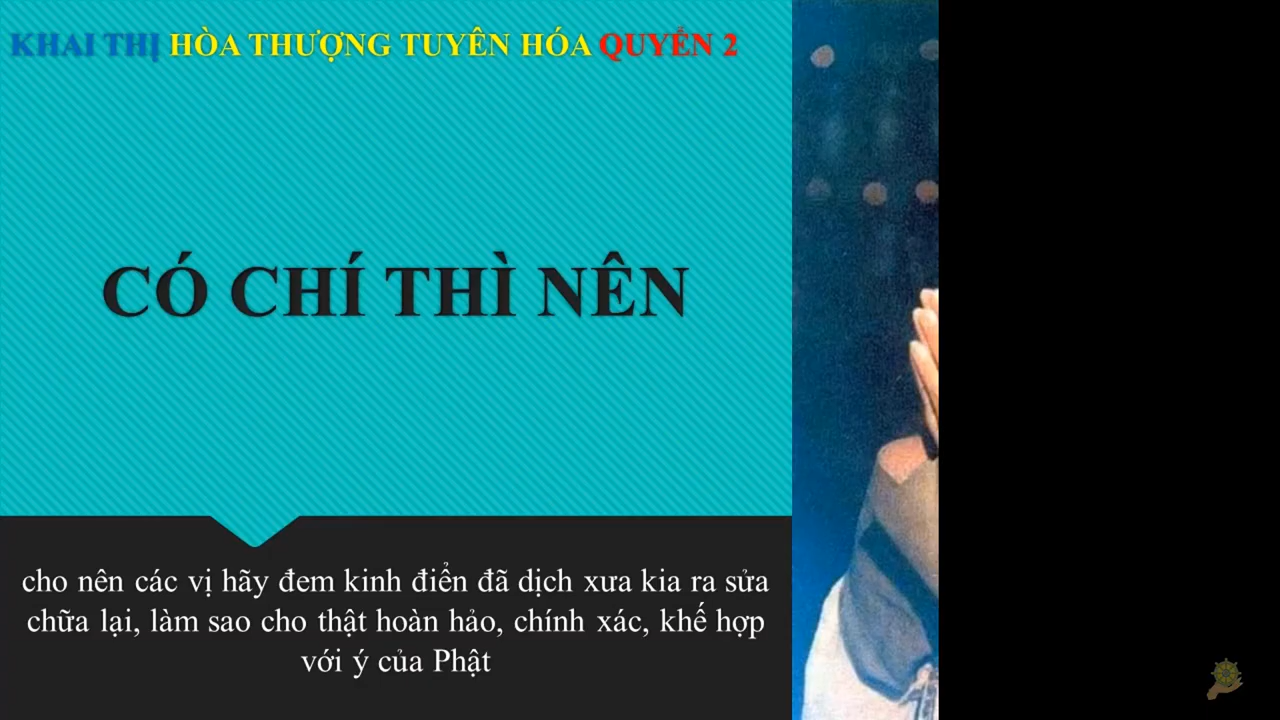 KHAI THỊ HÒA THƯỢNG TUYÊN HÓA QUYỂN 2
CÓ CHÍ THÌ NÊN
cho nên các vị hãy đem kinh điển đã dịch xưa kia ra sửa
chữa lại, làm sao cho thật hoàn hảo, chính xác, khế hợp
với ý của Phật